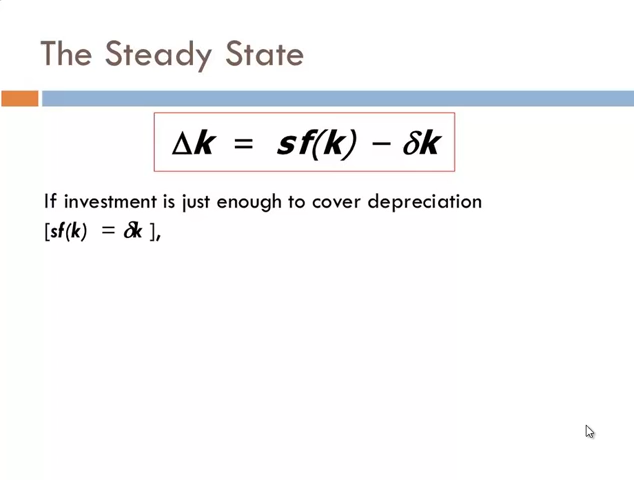 The Steady State
Δk = sf(k) − δk
If investment is just enough to cover depreciation
[sf(k) = δk ],